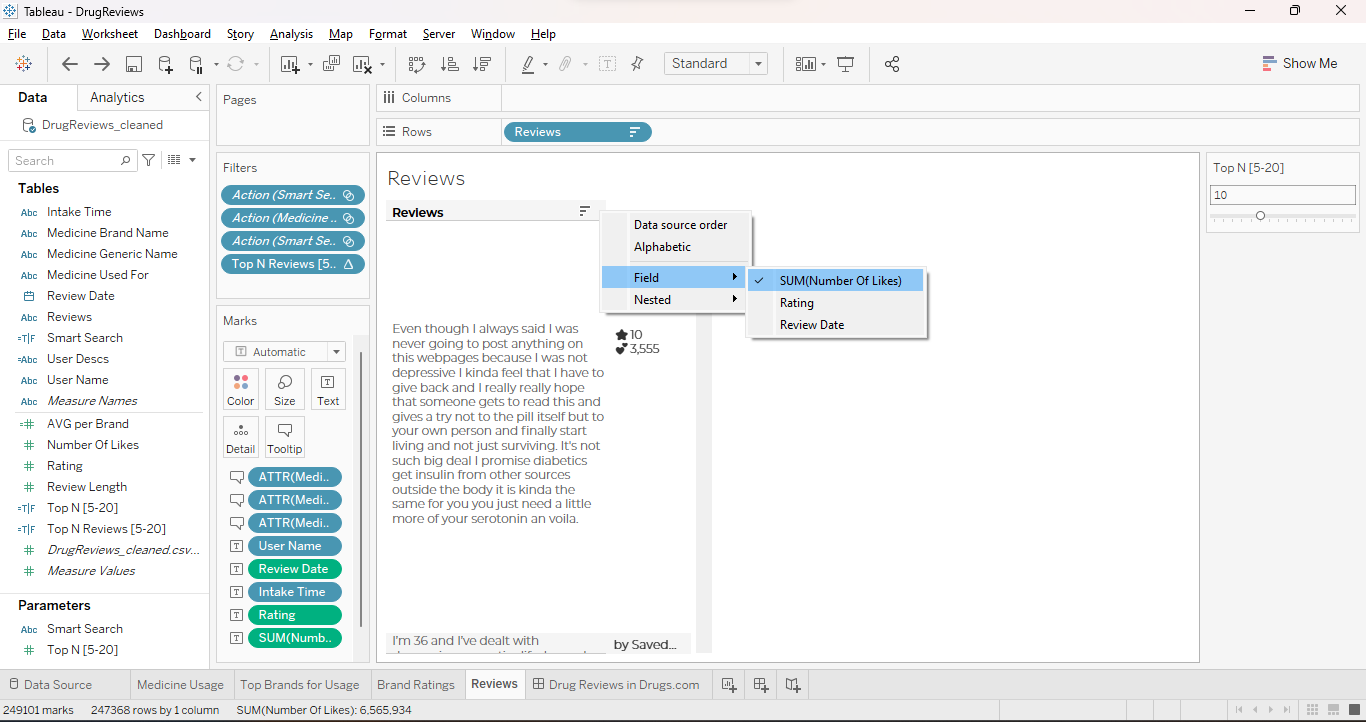 Tableau - DrugReviews
File Data Worksheet Dashboard Story Analysis Map Format Server Window Help
Standard
Show Me
Data Analytics
DrugReviews_cleaned
Search
Tables
Abc Intake Time
Abc Medicine Brand Name
Abc Medicine Generic Name
Abc Medicine Used For
Review Date
Abc Reviews
=T|F Smart Search
=Abc User Descs
Abc User Name
Abc Measure Names
=# AVG per Brand
# Number Of Likes
# Rating
# Review Length
=T|F Top N [5-20]
=T|F Top N Reviews [5-20]
# DrugReviews_cleaned.csv...
# Measure Values
Parameters
Abc Smart Search
# Top N [5-20]
Pages
Filters
Action (Smart Se..
Action (Medicine ..
Action (Smart Se..
Top N Reviews [5..
Marks
Automatic
Color Size Text
Detail Tooltip
ATTR(Medi..
ATTR(Medi..
ATTR(Medi..
User Name
Review Date
Intake Time
Rating
SUM(Numb..
Columns
Rows Reviews
Reviews
Reviews
Data source order
Alphabetic
Field
Nested
SUM(Number Of Likes)
Rating
Review Date
Even though I always said I was
never going to post anything on
this webpages because I was not
depressive I kinda feel that I have to
give back and I really really hope
that someone gets to read this and
gives a try not to the pill itself but to
your own person and finally start
living and not just surviving. It's not
such big deal I promise diabetics
get insulin from other sources
outside the body it is kinda the
same for you you just need a little
more of your serotonin an voila.
10
3,555
I'm 36 and I've dealt with
by Saved...
Top N [5-20]
10
Data Source Medicine Usage Top Brands for Usage Brand Ratings Reviews Drug Reviews in Drugs.com
249101 marks 247368 rows by 1 column SUM(Number Of Likes): 6,565,934